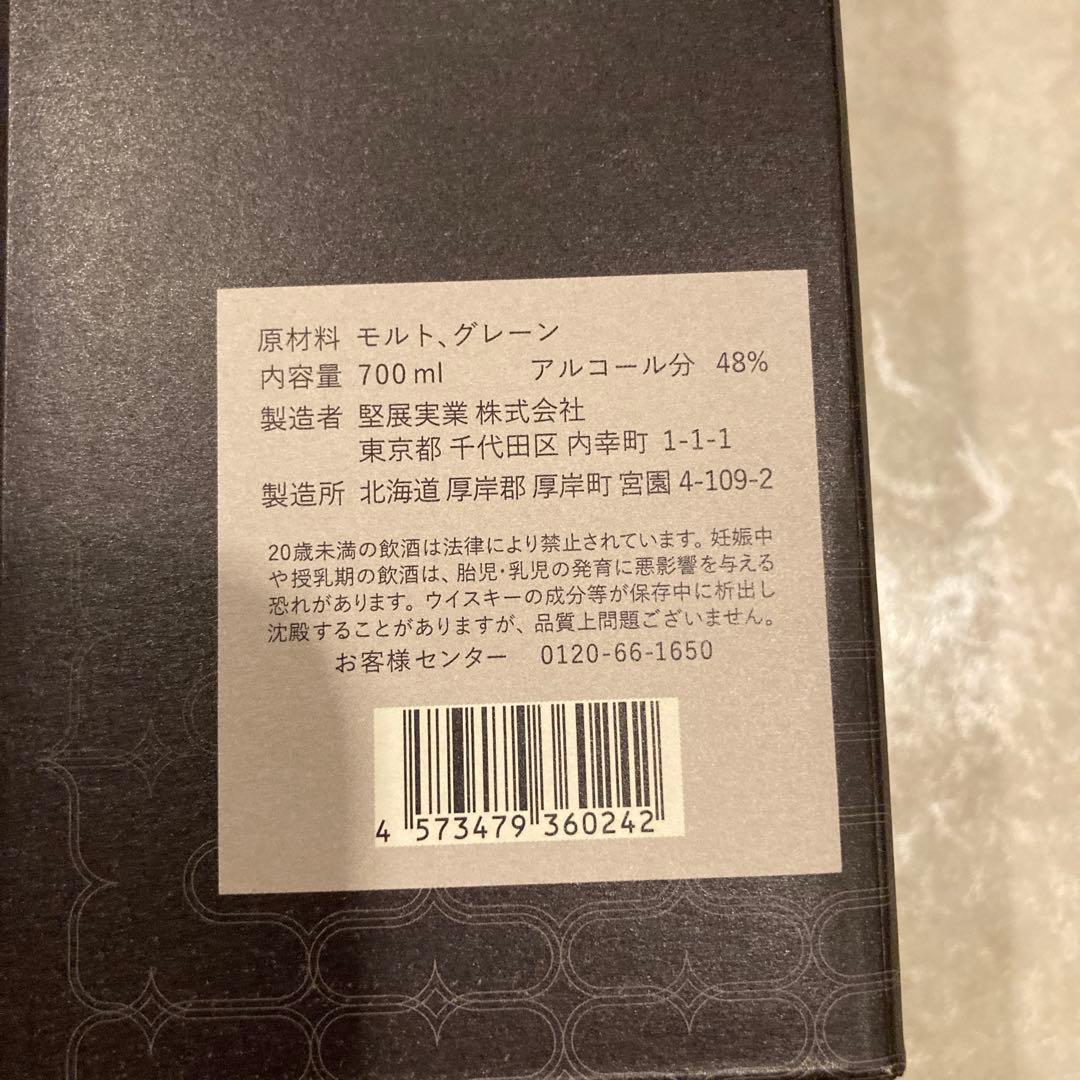 原材料 モルト、グレーン
内容量 700 ml アルコール分 48%
製造者 堅展実業 株式会社
東京都 千代田区 内幸町 1-1-1
製造所 北海道 厚岸郡 厚岸町 宮園 4-109-2
20歳未満の飲酒は法律により禁止されています。妊娠中
や授乳期の飲酒は、胎児・乳児の発育に悪影響を与える
恐れがあります。ウイスキーの成分等が保存中に析出し
沈殿することがありますが、品質上問題ございません。
お客様センター 0120-66-1650
4 573479 360242